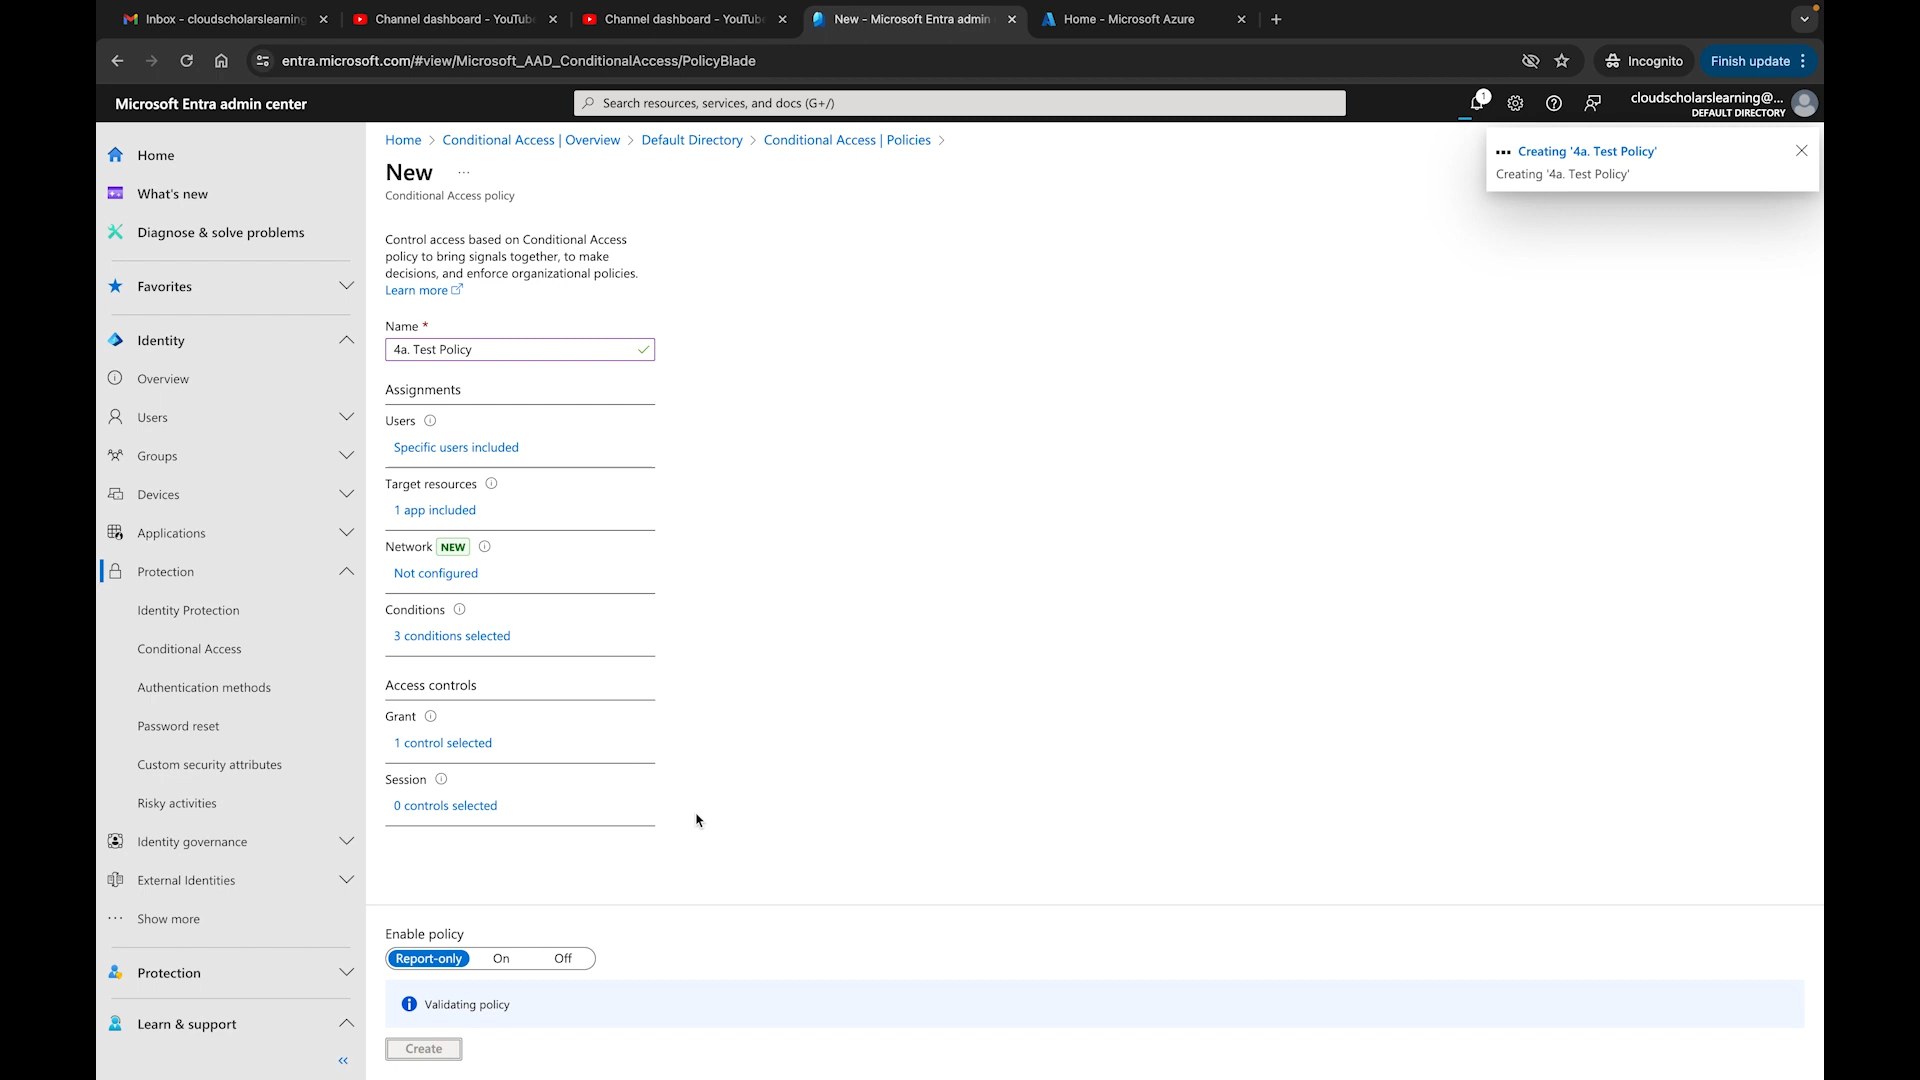 Inbox - cloudscholarslearning
Channel dashboard - YouTube
Channel dashboard - YouTube
New - Microsoft Entra admin
Home - Microsoft Azure
entra.microsoft.com/#view/Microsoft_AAD_ConditionalAccess/PolicyBlade
Incognito
Finish update
Microsoft Entra admin center
Search resources, services, and docs (G+/)
1
cloudscholarslearning@...
DEFAULT DIRECTORY
Home
What's new
Diagnose & solve problems
Favorites
Identity
Overview
Users
Groups
Devices
Applications
Protection
Identity Protection
Conditional Access
Authentication methods
Password reset
Custom security attributes
Risky activities
Identity governance
External Identities
Show more
Protection
Learn & support
Home > Conditional Access | Overview > Default Directory > Conditional Access | Policies >
New ...
Conditional Access policy
Control access based on Conditional Access
policy to bring signals together, to make
decisions, and enforce organizational policies.
Learn more
Name *
4a. Test Policy
Assignments
Users
Specific users included
Target resources
1 app included
Network NEW
Not configured
Conditions
3 conditions selected
Access controls
Grant
1 control selected
Session
0 controls selected
Enable policy
Report-only On Off
Validating policy
Create
Creating '4a. Test Policy'
Creating '4a. Test Policy'